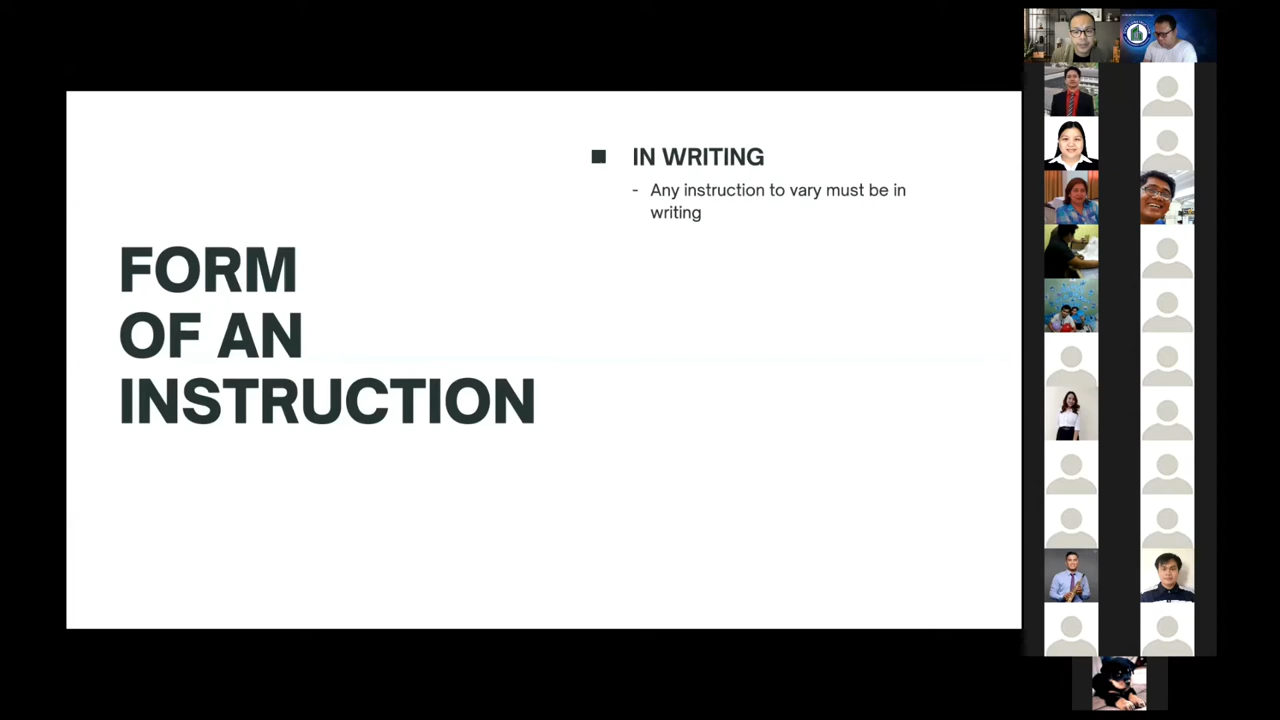 IN WRITING
- Any instruction to vary must be in
writing
FORM
OF AN
INSTRUCTION